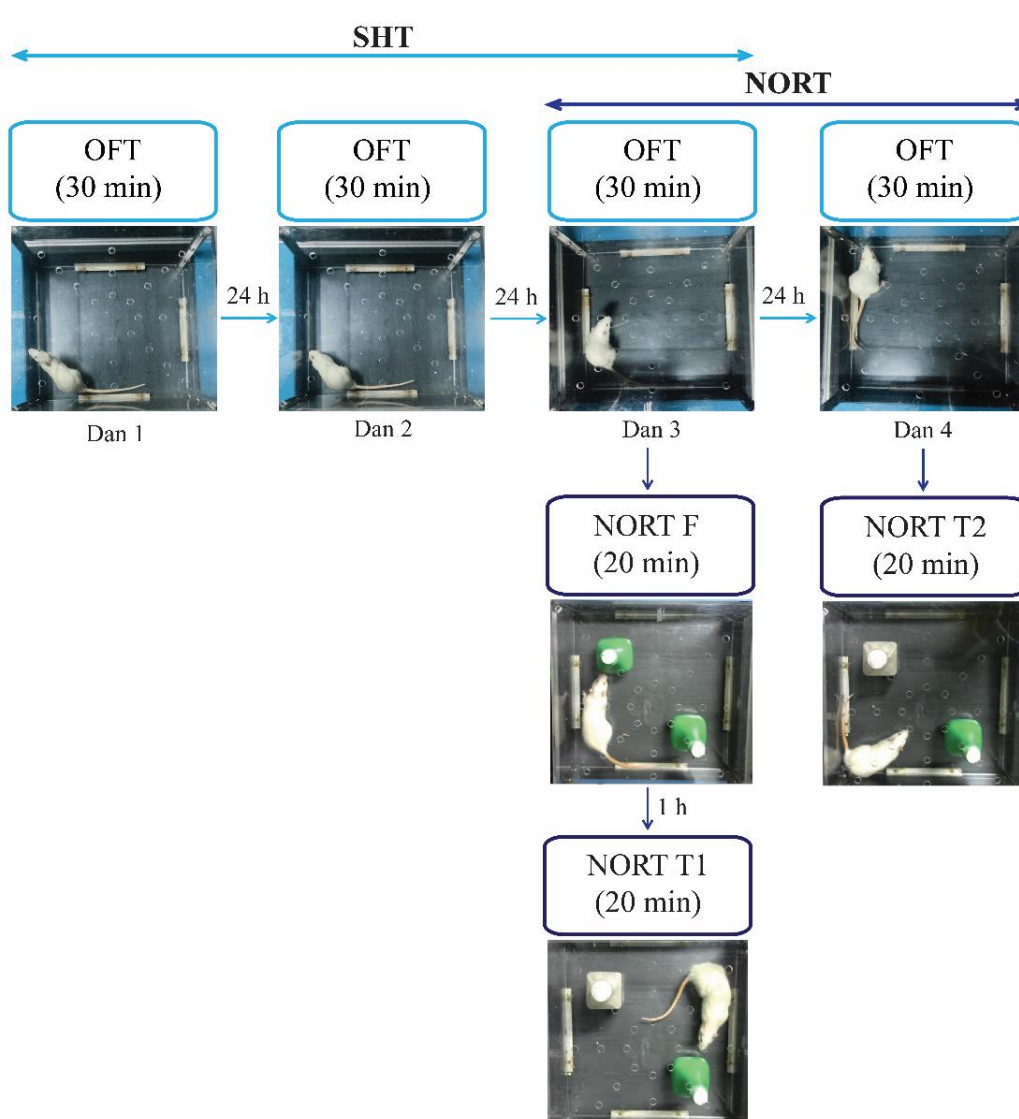 SHT
NORT
OFT
(30 min)
OFT
(30 min)
OFT
(30 min)
OFT
(30 min)
24 h
24 h
24 h
Dan 1
Dan 2
Dan 3
Dan 4
NORT F
(20 min)
NORT T2
(20 min)
1 h
NORT T1
(20 min)